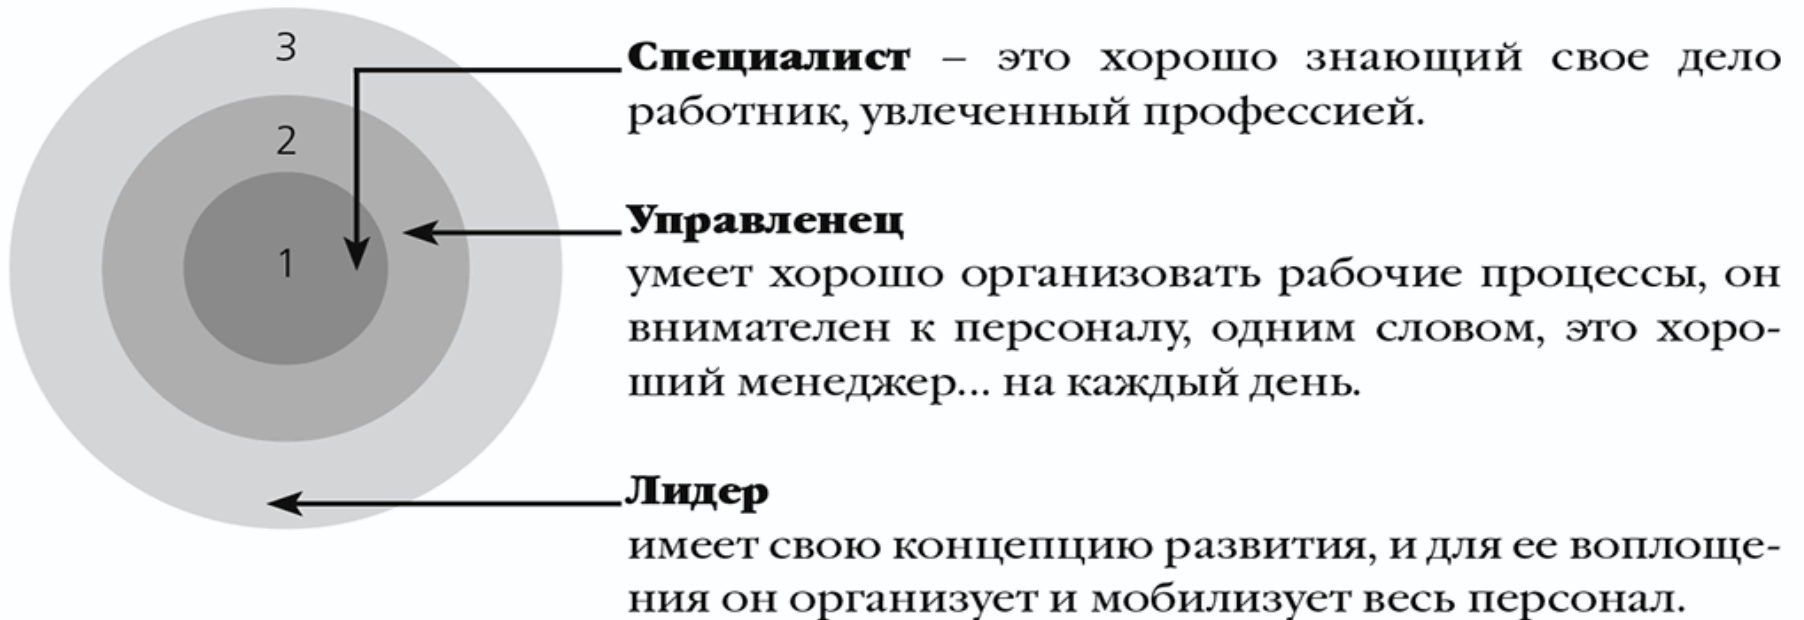 3
2
1
Специалист – это хорошо знающий свое дело
работник, увлеченный профессией.
Управленец
умеет хорошо организовать рабочие процессы, он
внимателен к персоналу, одним словом, это хоро-
ший менеджер... на каждый день.
Лидер
имеет свою концепцию развития, и для ее воплоще-
ния он организует и мобилизует весь персонал.